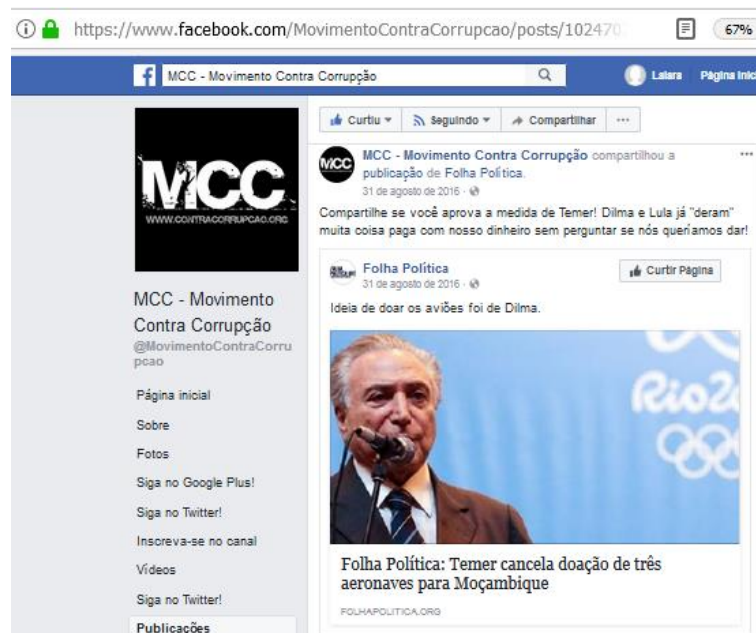 https://www.facebook.com/MovimentoContraCorrupcao/posts/102470
67%
MCC - Movimento Contra Corrupção
Laiara
Página Inic
Curtiu
Seguindo
Compartilhar
MCC
WWW.CONTRACORRUPCAO.ORG
MCC - Movimento
Contra Corrupção
@MovimentoContraCorru
pcao
Página inicial
Sobre
Fotos
Siga no Google Plus!
Siga no Twitter!
Inscreva-se no canal
Vídeos
Siga no Twitter!
Publicações
MCC
MCC - Movimento Contra Corrupção compartilhou a
publicação de Folha Política.
31 de agosto de 2016 ·
Compartilhe se você aprova a medida de Temer! Dilma e Lula já "deram"
muita coisa paga com nosso dinheiro sem perguntar se nós queríamos dar!
Folha Política
31 de agosto de 2016 ·
Curtir Página
Ideia de doar os aviões foi de Dilma.
Rio20
Folha Política: Temer cancela doação de três
aeronaves para Moçambique
FOLHAPOLITICA.ORG